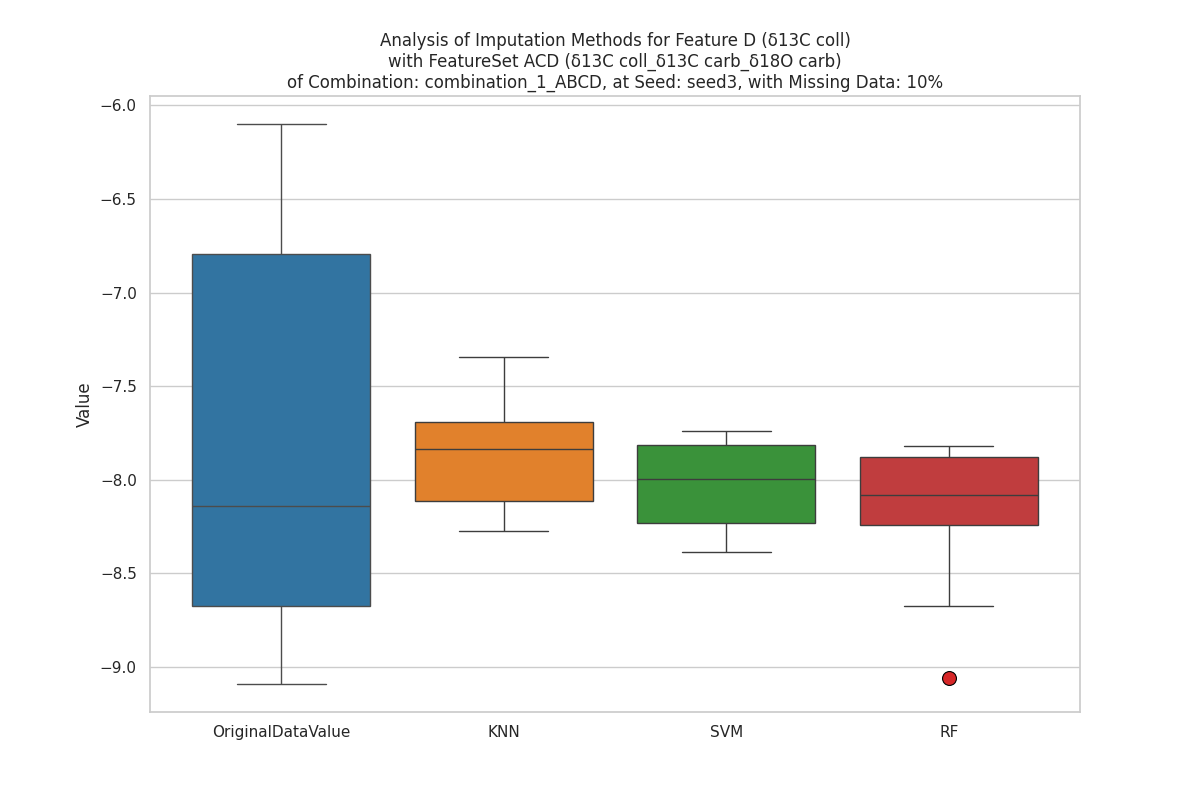 Analysis of Imputation Methods for Feature D (δ13C coll)
with FeatureSet ACD (δ13C coll_δ13C carb_δ18O carb)
of Combination: combination_1_ABCD, at Seed: seed3, with Missing Data: 10%
−6.0
−6.5
−7.0
−7.5
−8.0
−8.5
−9.0
Value
OriginalDataValue
KNN
SVM
RF